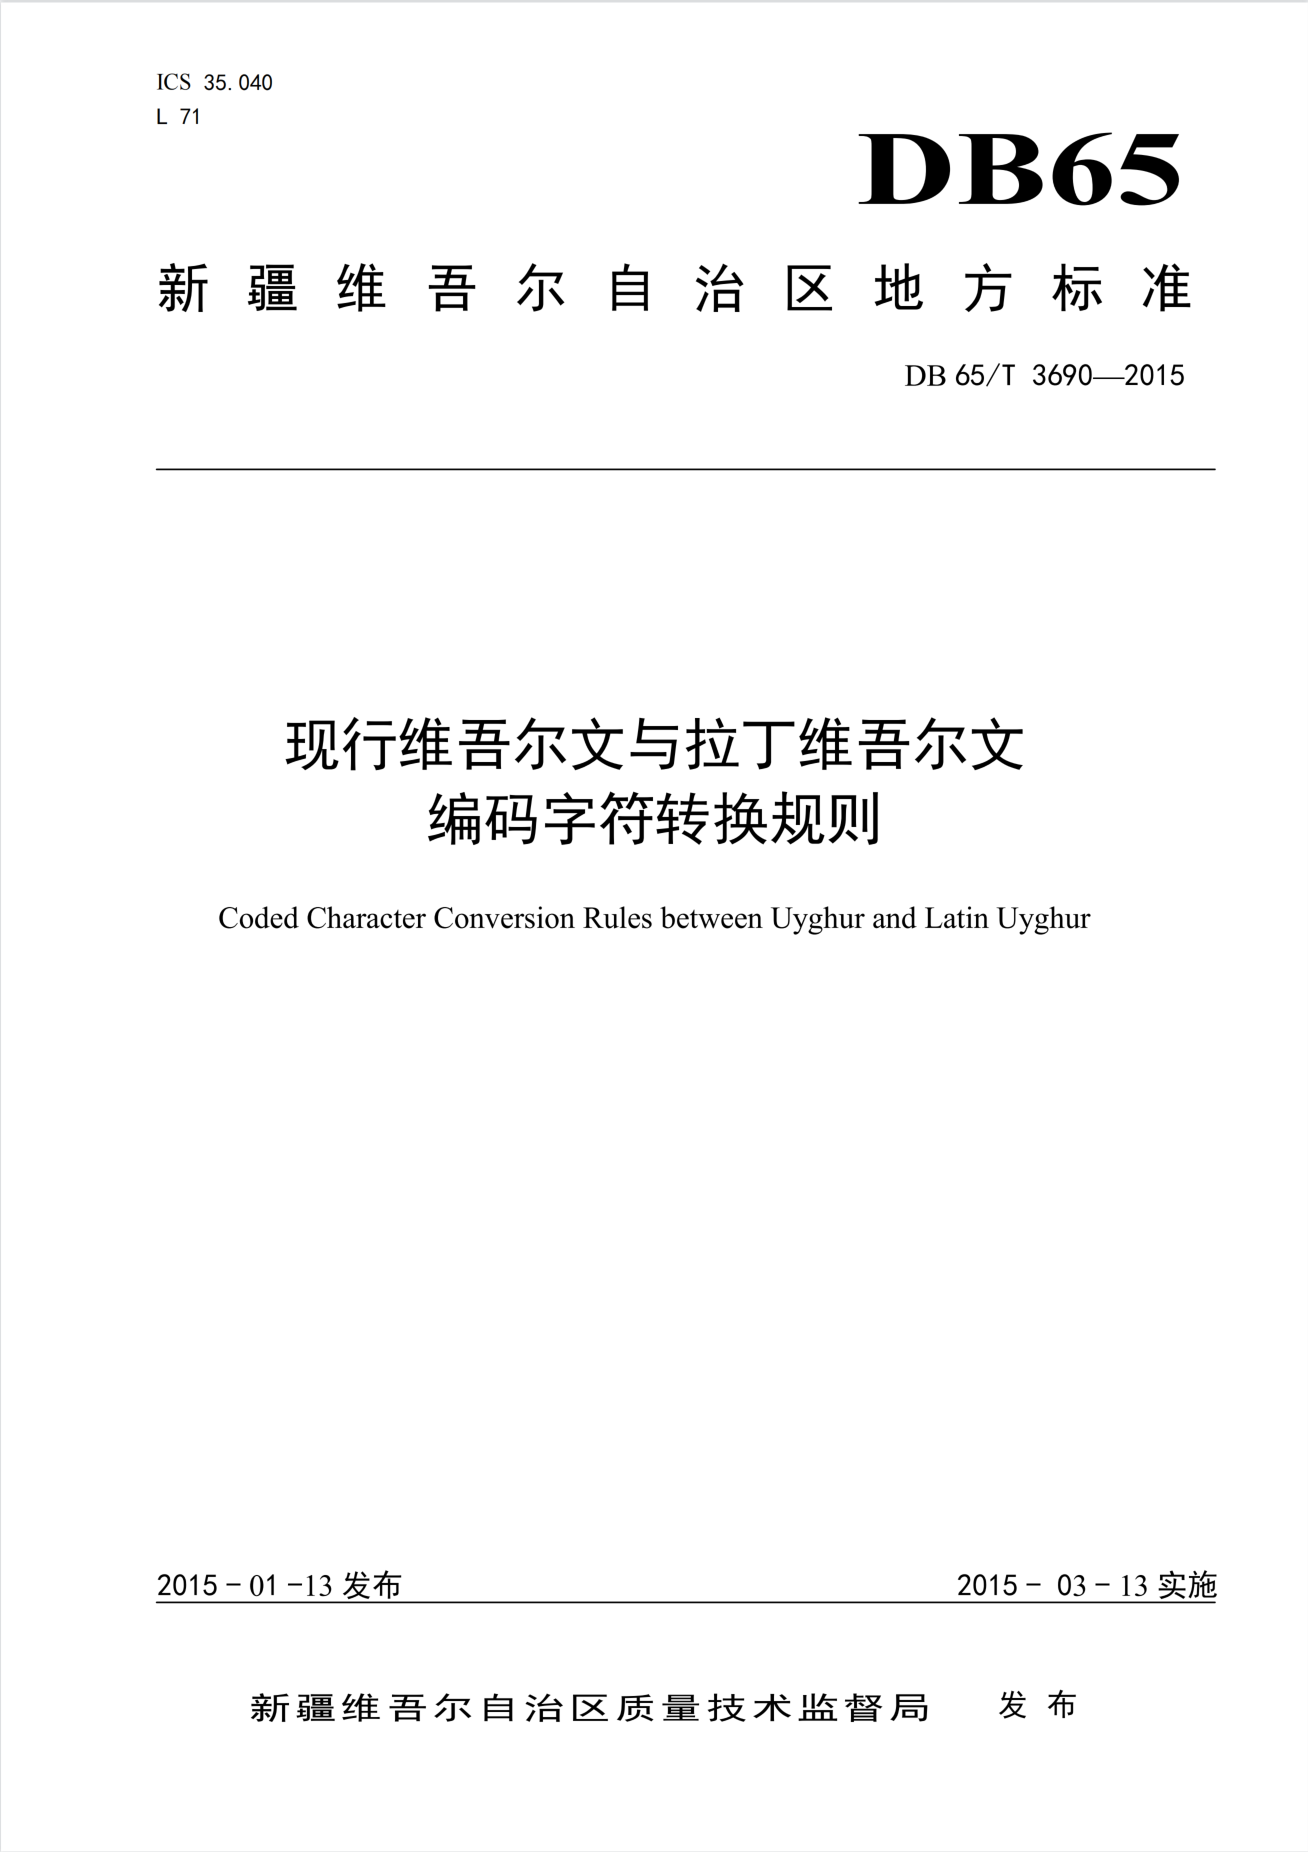 ICS 35.040
L 71
DB65
新疆维吾尔自治区地方标准
DB 65/T 3690—2015
现行维吾尔文与拉丁维吾尔文
编码字符转换规则
Coded Character Conversion Rules between Uyghur and Latin Uyghur
2015-01-13 发布 2015-03-13 实施
新疆维吾尔自治区质量技术监督局 发布